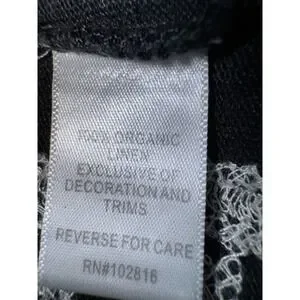 100% ORGANIC
LINEN
EXCLUSIVE OF
DECORATION AND
TRIMS
REVERSE FOR CARE
RN#102816